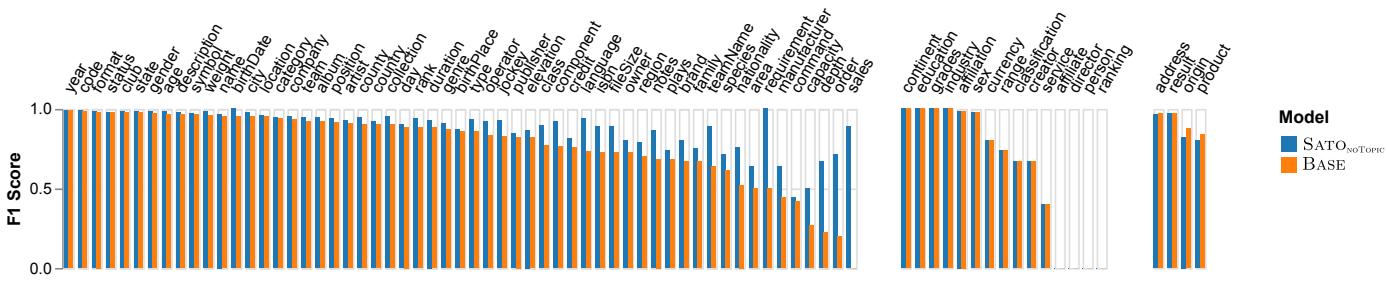 year
code
format
status
club
state
gender
age
description
symbol
weight
name
birthDate
city
location
category
company
team
album
position
artist
county
country
collection
day
rank
duration
genre
birthPlace
type
operator
jockey
publisher
elevation
class
component
credit
language
isbn
fileSize
owner
region
notes
plays
brand
family
teamName
species
nationality
area
requirement
manufacturer
command
capacity
depth
order
sales
continent
education
grades
industry
affiliation
sex
currency
range
classification
creator
service
affiliate
director
person
ranking
address
result
origin
product
F1 Score
1.0
0.5
0.0
Model
SATOnoTopic
BASE